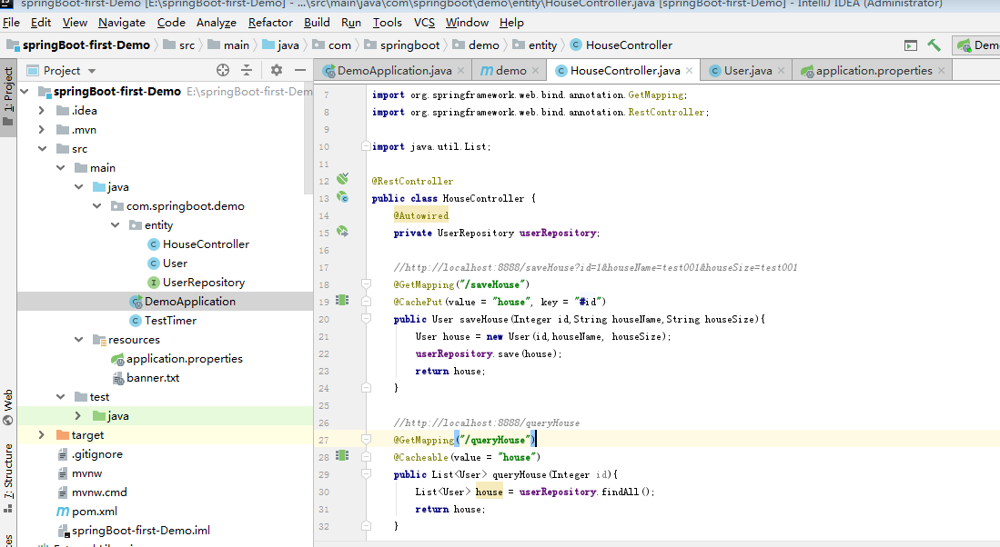 springBoot-first-Demo [E:\springBoot-first-Demo] - ...\src\main\java\com\springboot\demo\entity\HouseController.java [springBoot-first-Demo] - IntelliJ IDEA (Administrator)
File Edit View Navigate Code Analyze Refactor Build Run Tools VCS Window Help
springBoot-first-Demo src main java com springboot demo entity HouseController Dem
1: Project
Project
DemoApplication.java demo HouseController.java User.java application.properties
springBoot-first-Demo E:\springBoot-first-Dem
.idea
.mvn
src
main
java
com.springboot.demo
entity
HouseController
User
UserRepository
DemoApplication
TestTimer
resources
application.properties
banner.txt
test
java
target
.gitignore
mvnw
mvnw.cmd
pom.xml
springBoot-first-Demo.iml
Web
7: Structure
7 import org.springframework.web.bind.annotation.GetMapping;
8 import org.springframework.web.bind.annotation.RestController;
9
10 import java.util.List;
11
12 @RestController
13 public class HouseController {
14 @Autowired
15 private UserRepository userRepository;
16
17 //http://localhost:8888/saveHouse?id=1&houseName=test001&houseSize=test001
18 @GetMapping("/saveHouse")
19 @CachePut(value = "house", key = "#id")
20 public User saveHouse(Integer id,String houseName,String houseSize){
21 User house = new User(id,houseName, houseSize);
22 userRepository.save(house);
23 return house;
24 }
25
26 //http://localhost:8888/queryHouse
27 @GetMapping("/queryHouse")
28 @Cacheable(value = "house")
29 public List<User> queryHouse(Integer id){
30 List<User> house = userRepository.findAll();
31 return house;
32 }